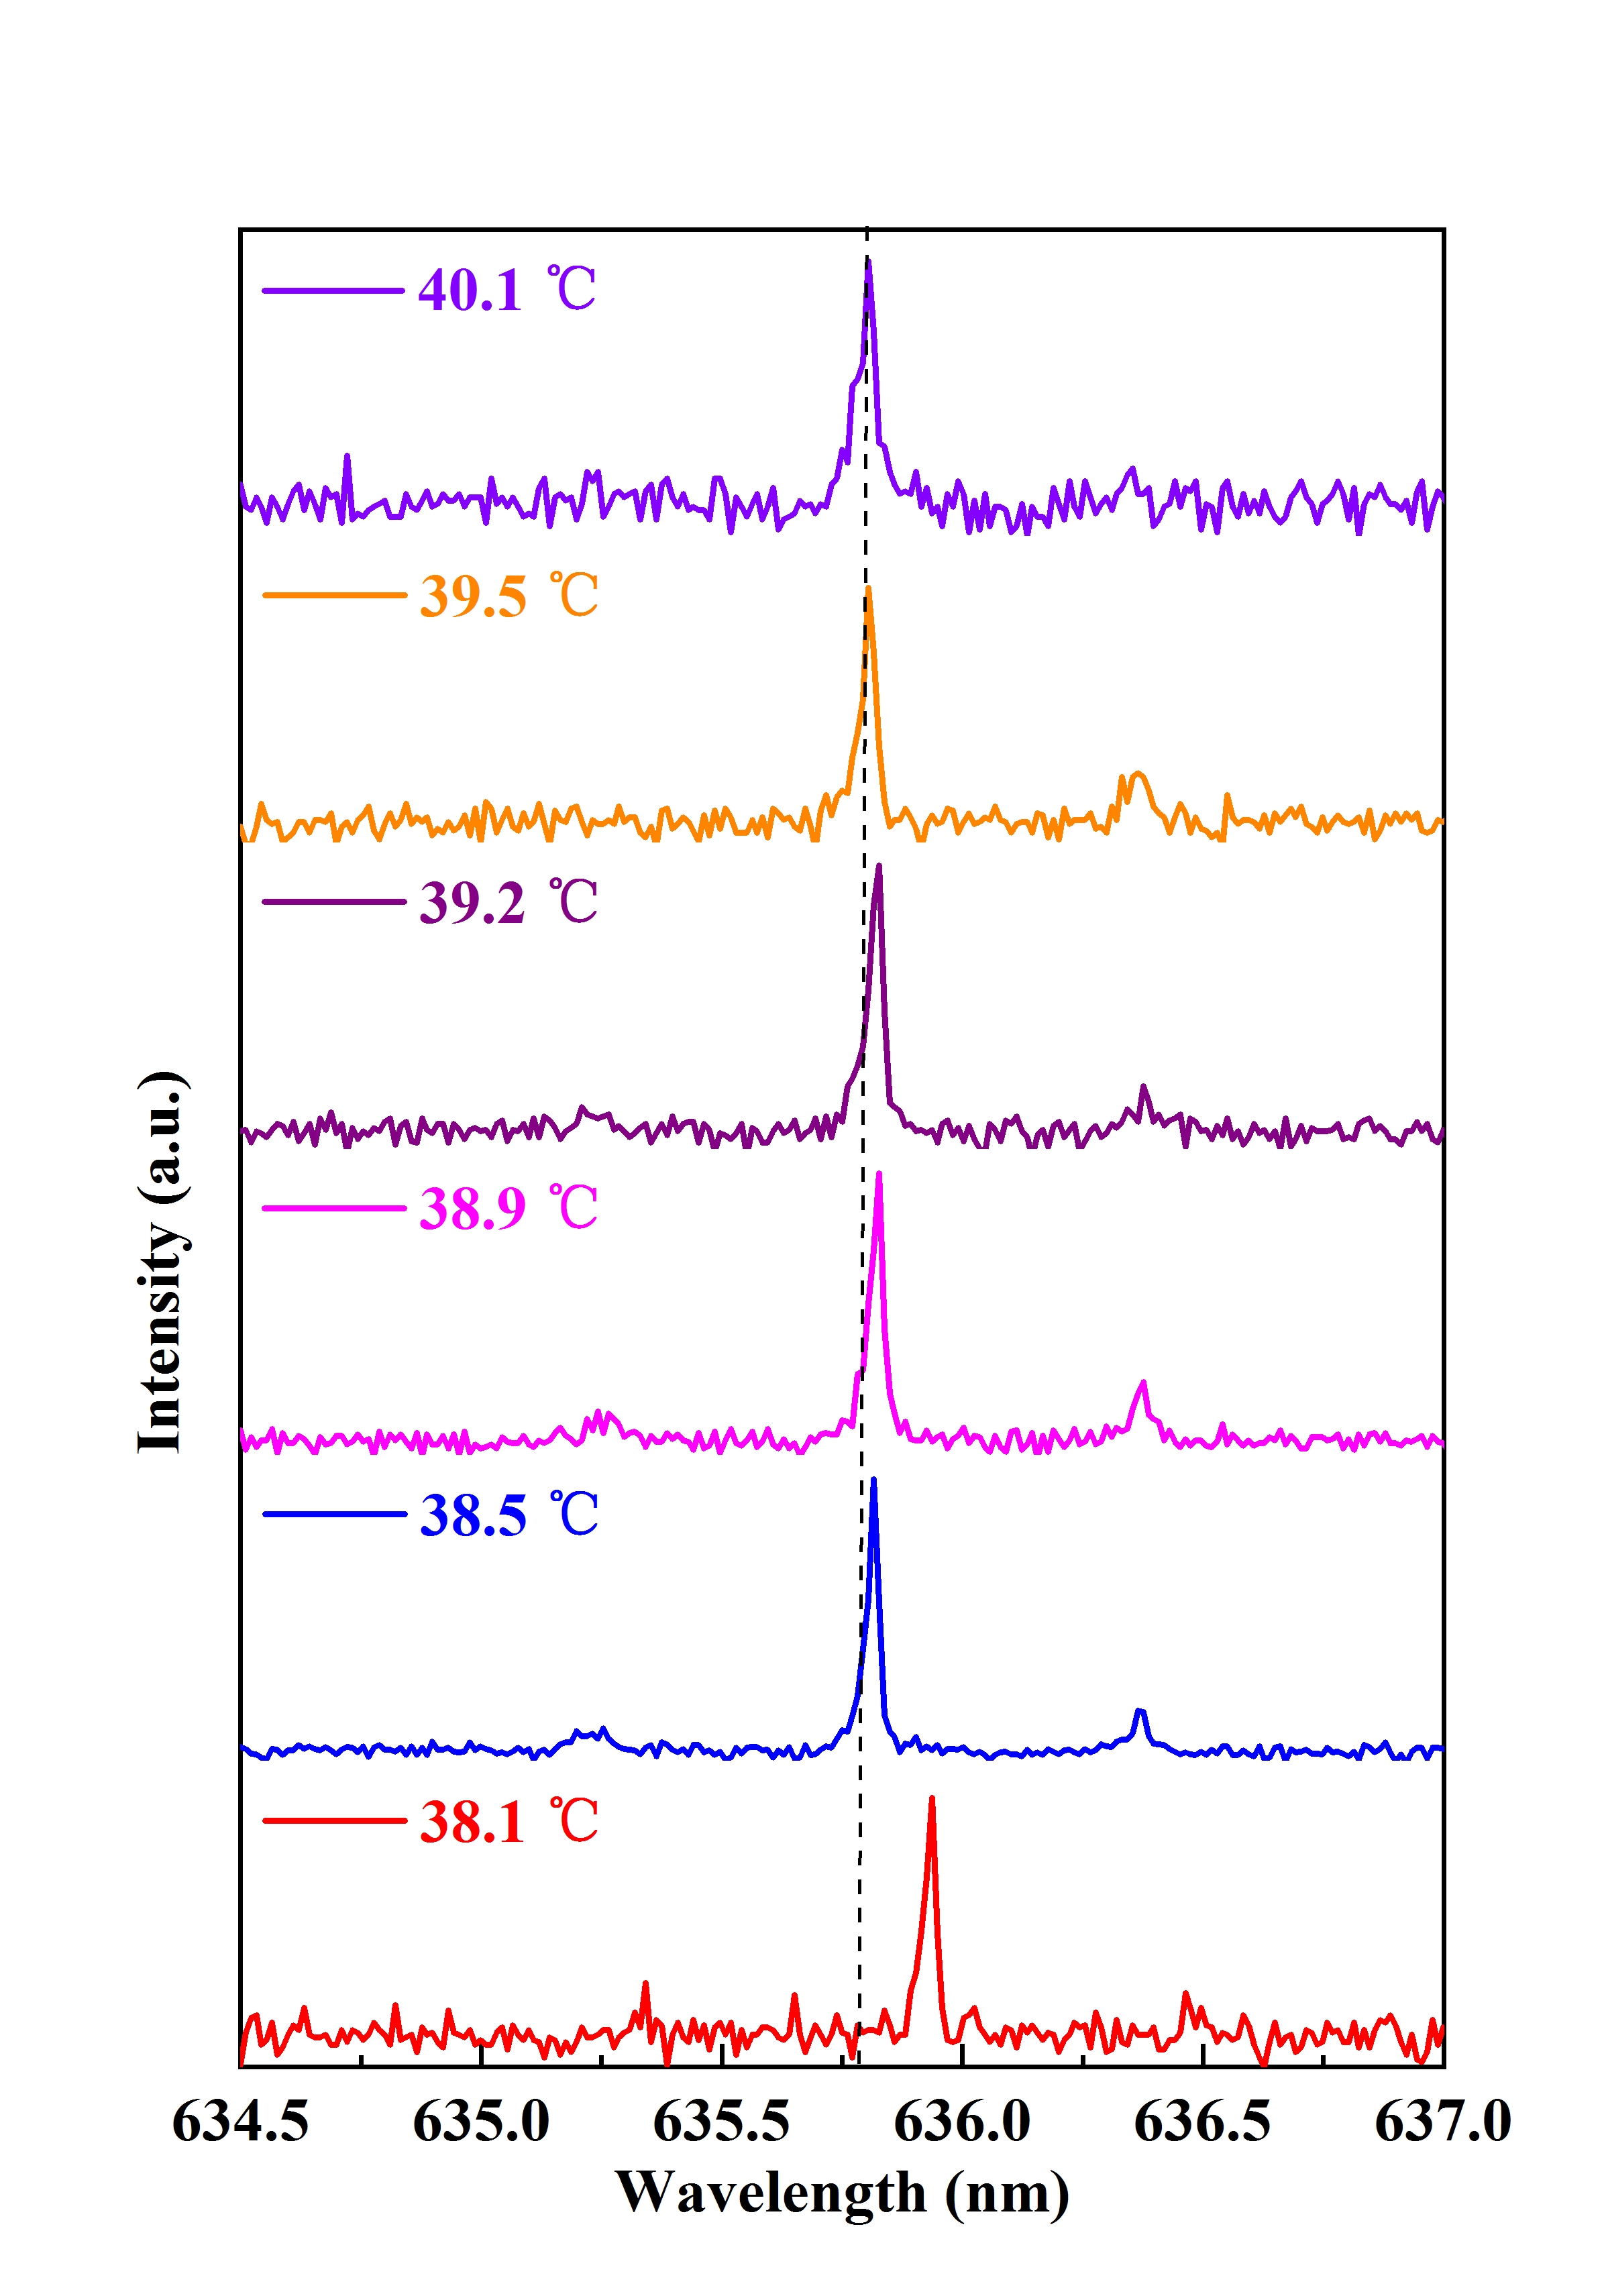 40.1 ℃
39.5 ℃
39.2 ℃
38.9 ℃
38.5 ℃
38.1 ℃
Intensity (a.u.)
634.5 635.0 635.5 636.0 636.5 637.0
Wavelength (nm)